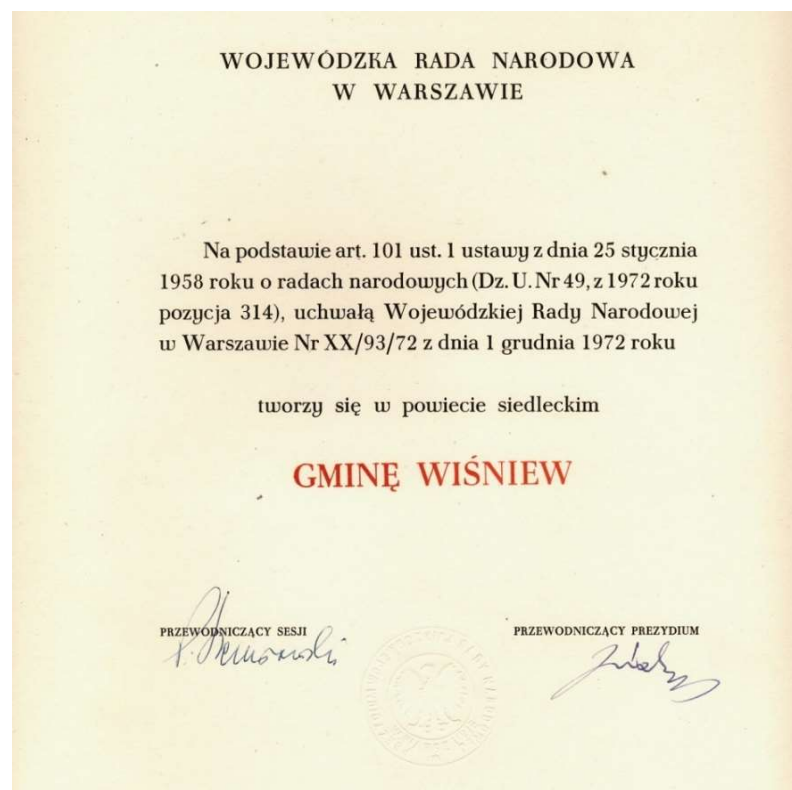 WOJEWÓDZKA RADA NARODOWA
W WARSZAWIE
Na podstawie art. 101 ust. 1 ustawy z dnia 25 stycznia
1958 roku o radach narodowych (Dz. U. Nr 49, z 1972 roku
pozycja 314), uchwałą Wojewódzkiej Rady Narodowej
w Warszawie Nr XX/93/72 z dnia 1 grudnia 1972 roku
tworzy się w powiecie siedleckim
GMINĘ WIŚNIEW
PRZEWODNICZĄCY SESJI
PRZEWODNICZĄCY PREZYDIUM